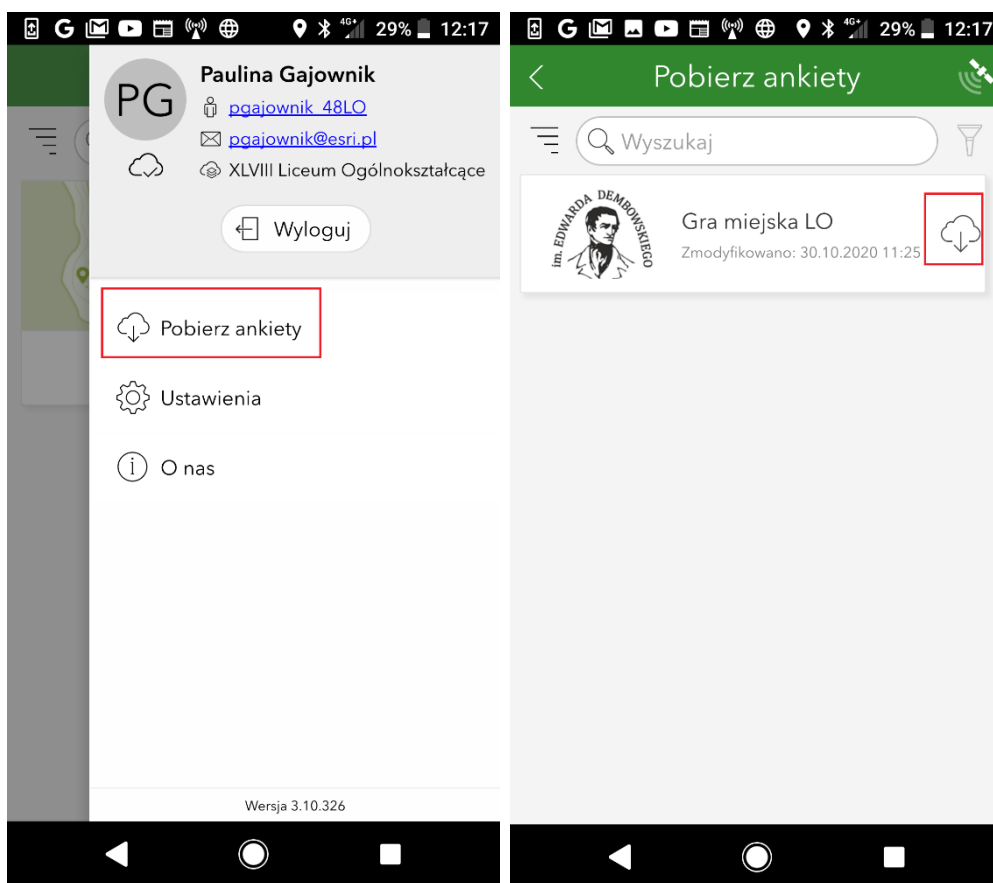 29% 12:17
PG
Paulina Gajownik
pgajownik_48LO
pgajownik@esri.pl
XLVIII Liceum Ogólnokształcące
Wyloguj
Pobierz ankiety
Ustawienia
O nas
Wersja 3.10.326
4G+ 29% 12:17
Pobierz ankiety
Wyszukaj
im. EDWARDA DEMBOWSKIEGO
Gra miejska LO
Zmodyfikowano: 30.10.2020 11:25